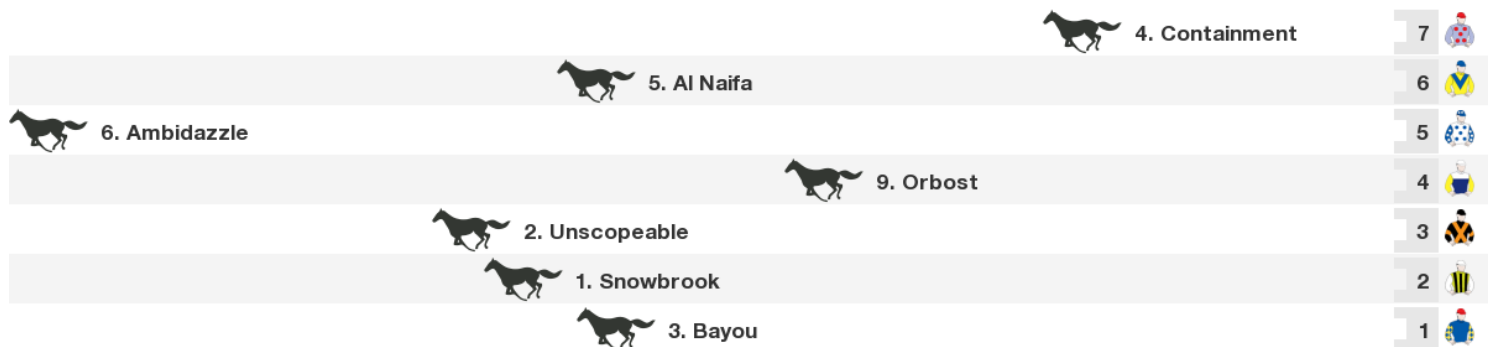 4. Containment 7
5. Al Naifa 6
6. Ambidazzle 5
9. Orbost 4
2. Unscopeable 3
1. Snowbrook 2
3. Bayou 1